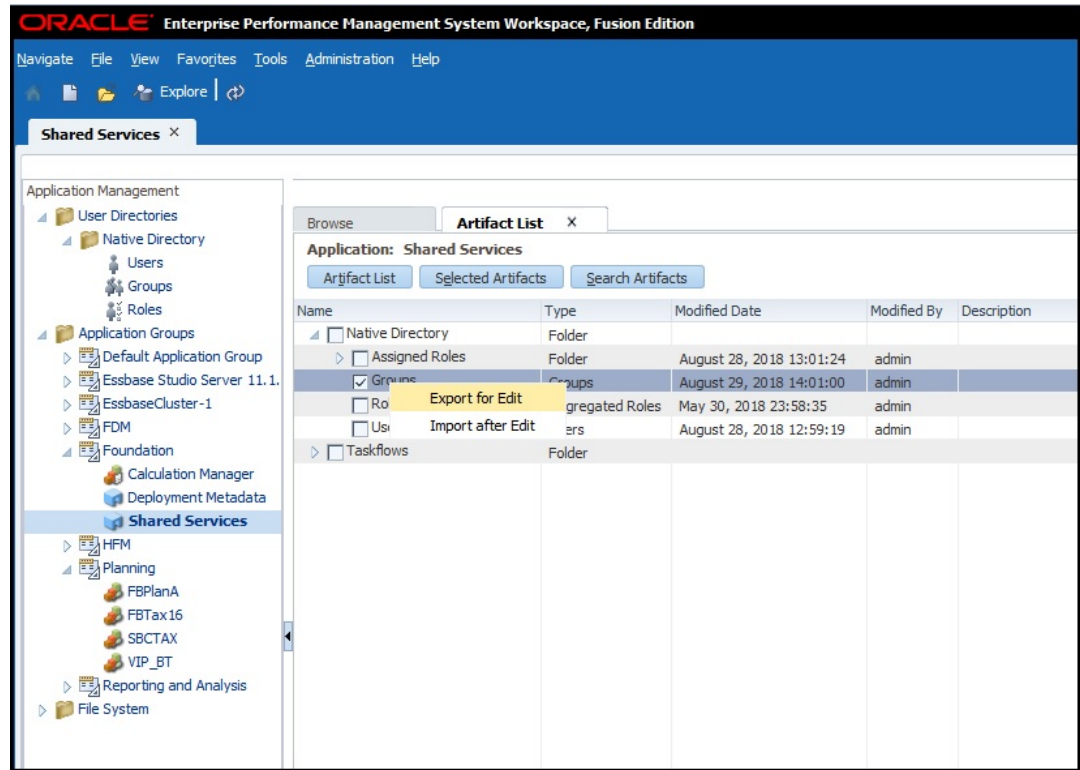 ORACLE® Enterprise Performance Management System Workspace, Fusion Edition
Navigate File View Favorites Tools Administration Help
Explore
Shared Services ×
Application Management
User Directories
Native Directory
Users
Groups
Roles
Application Groups
Default Application Group
Essbase Studio Server 11.1.
EssbaseCluster-1
FDM
Foundation
Calculation Manager
Deployment Metadata
Shared Services
HFM
Planning
FBPlanA
FBTax16
SBCTAX
VIP_BT
Reporting and Analysis
File System
Browse Artifact List X
Application: Shared Services
Artifact List Selected Artifacts Search Artifacts
Name Type Modified Date Modified By Description
Native Directory Folder
Assigned Roles Folder August 28, 2018 13:01:24 admin
Groups Groups August 29, 2018 14:01:00 admin
Export for Edit
Ro gregated Roles May 30, 2018 23:58:35 admin
Import after Edit
Use ers August 28, 2018 12:59:19 admin
Taskflows Folder